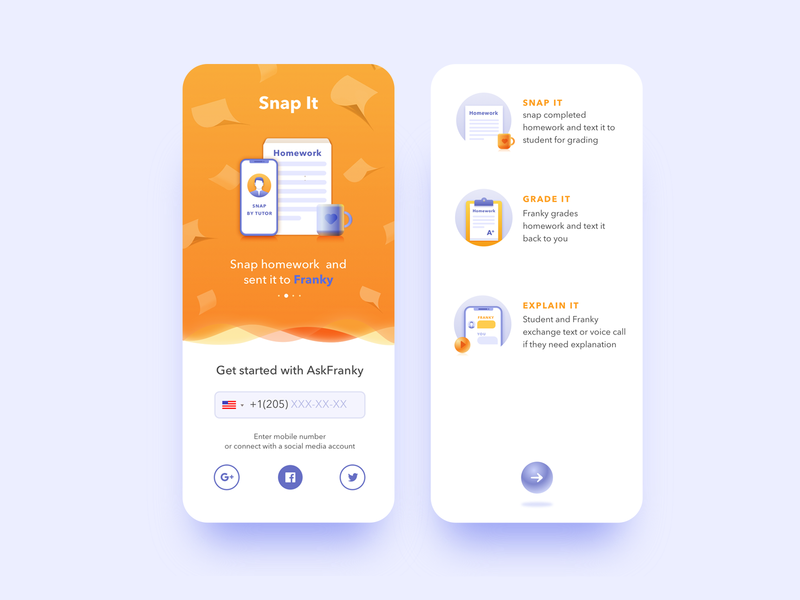 Snap It
Homework
SNAP
BY TUTOR
Snap homework and
sent it to Franky
Get started with AskFranky
+1(205) XXX-XX-XX
Enter mobile number
or connect with a social media account
G+
SNAP IT
snap completed
homework and text it to
student for grading
Homework
GRADE IT
Franky grades
homework and text it
back to you
Homework
A+
EXPLAIN IT
Student and Franky
exchange text or voice call
if they need explanation
FRANKY
YOU